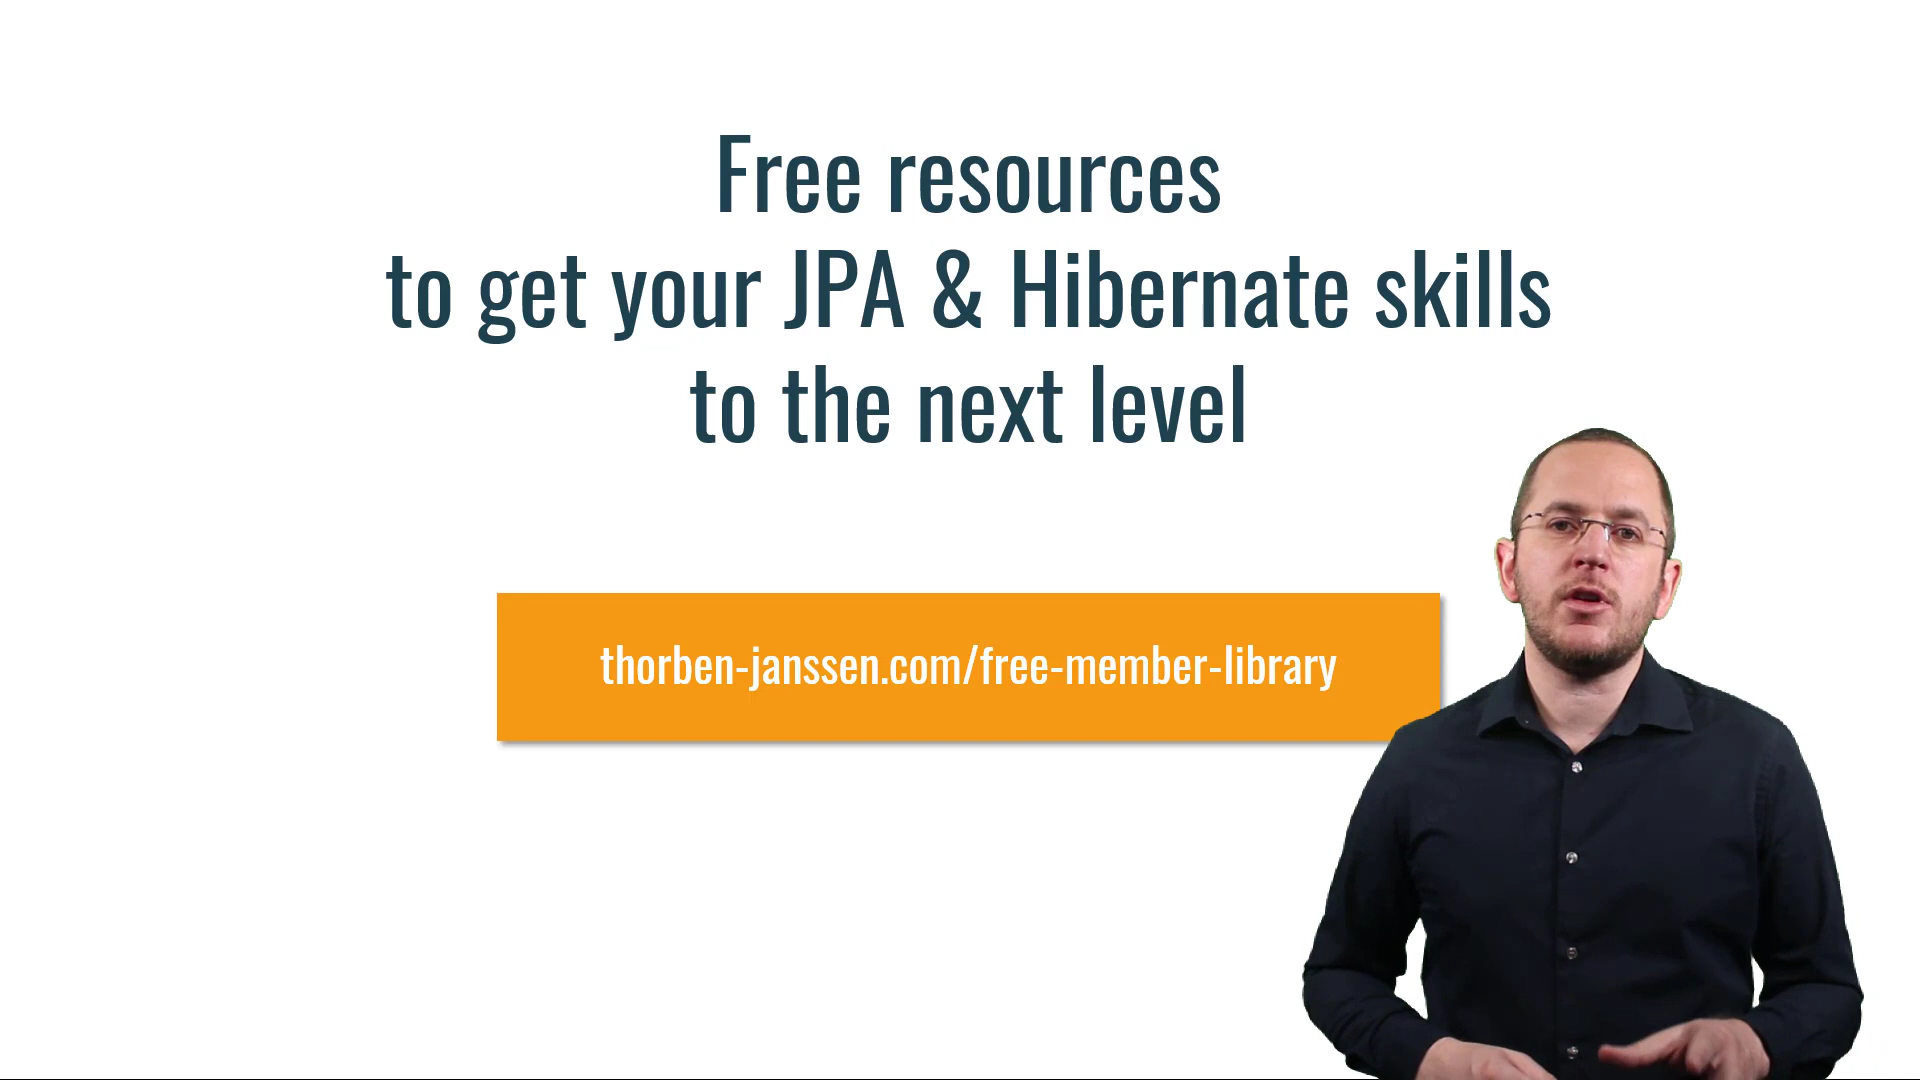 Free resources
to get your JPA & Hibernate skills
to the next level
thorben-janssen.com/free-member-library